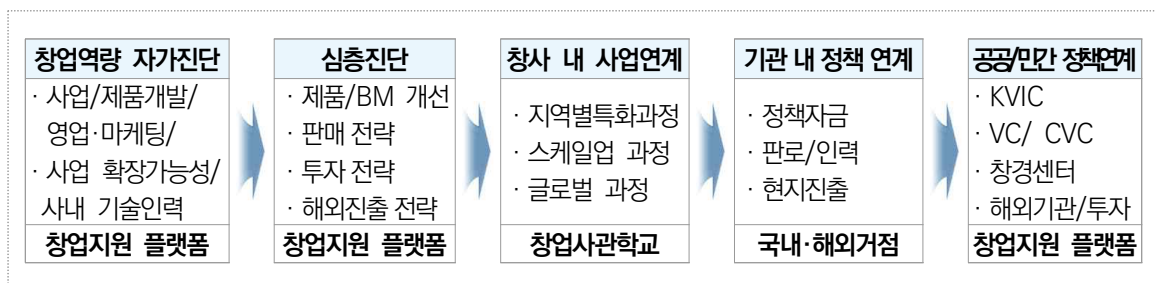 창업역량 자가진단
· 사업/제품개발/
영업·마케팅/
· 사업 확장가능성/
사내 기술인력
창업지원 플랫폼
심층진단
· 제품/BM 개선
· 판매 전략
· 투자 전략
· 해외진출 전략
창업지원 플랫폼
창사 내 사업연계
· 지역별특화과정
· 스케일업 과정
· 글로벌 과정
창업사관학교
기관 내 정책 연계
· 정책자금
· 판로/인력
· 현지진출
국내·해외거점
공공/민간 정책연계
· KVIC
· VC/ CVC
· 창경센터
· 해외기관/투자
창업지원 플랫폼